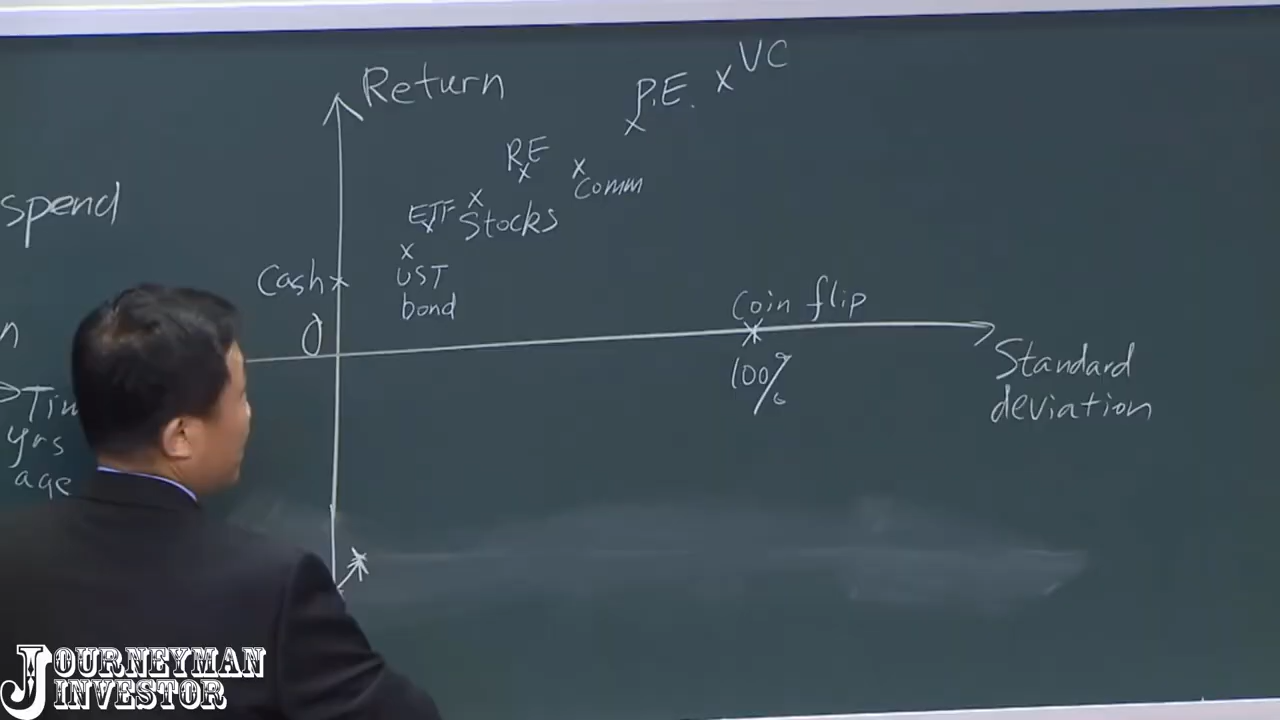 Return
P.E.
VC
RE
Comm
spend
ETF
Stocks
Cash
UST
bond
0
Coin flip
100%
Standard
deviation
yrs
age
JOURNEYMAN
INVESTOR